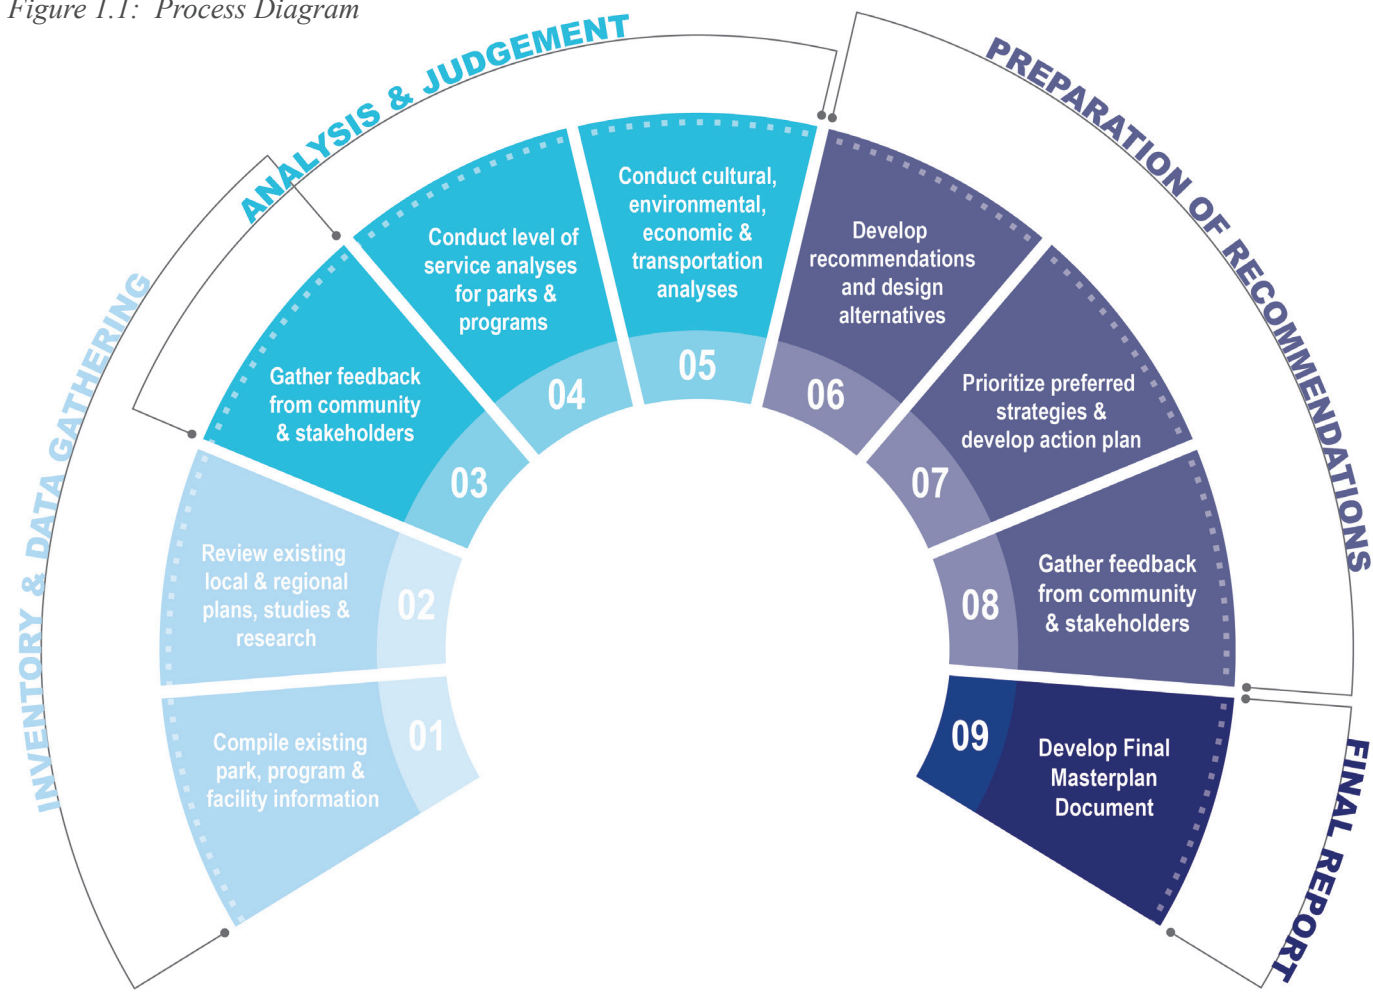 Figure 1.1: Process Diagram
INVENTORY & DATA GATHERING
ANALYSIS & JUDGEMENT
PREPARATION OF RECOMMENDATIONS
FINAL REPORT
Compile existing
park, program &
facility information
01
Review existing
local & regional
plans, studies &
research
02
Gather feedback
from community
& stakeholders
03
Conduct level of
service analyses
for parks &
programs
04
Conduct cultural,
environmental,
economic &
transportation
analyses
05
Develop
recommendations
and design
alternatives
06
Prioritize preferred
strategies &
develop action plan
07
Gather feedback
from community
& stakeholders
08
Develop Final
Masterplan
Document
09